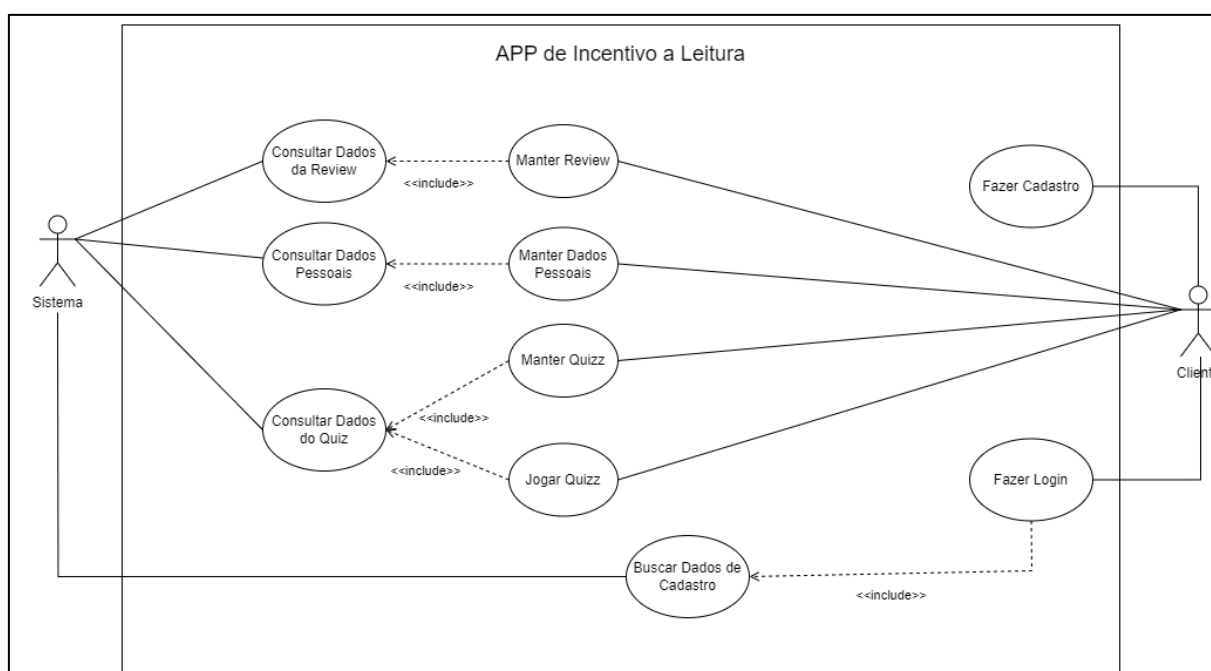 APP de Incentivo a Leitura
Consultar Dados
da Review
<<include>>
Manter Review
Fazer Cadastro
Sistema
Consultar Dados
Pessoais
<<include>>
Manter Dados
Pessoais
Client
Manter Quizz
<<include>>
Consultar Dados
do Quiz
<<include>>
Jogar Quizz
Fazer Login
Buscar Dados de
Cadastro
<<include>>